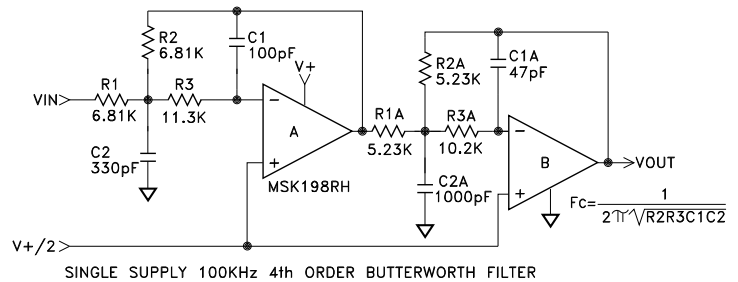 R2
6.81K
C1
100pF
V+
R2A
5.23K
C1A
47pF
VIN
R1
6.81K
R3
11.3K
−
A
+
R1A
5.23K
R3A
10.2K
−
B
+
VOUT
C2
330pF
MSK198RH
C2A
1000pF
Fc= 1
2π√R2R3C1C2
V+/2
SINGLE SUPPLY 100KHz 4th ORDER BUTTERWORTH FILTER